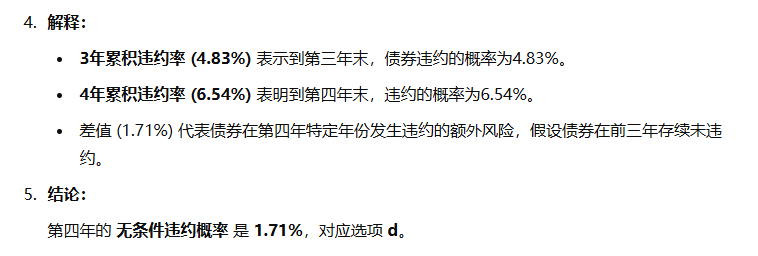 4. 解释：
• 3年累积违约率 (4.83%) 表示到第三年末，债券违约的概率为4.83%。
• 4年累积违约率 (6.54%) 表明到第四年末，违约的概率为6.54%。
• 差值 (1.71%) 代表债券在第四年特定年份发生违约的额外风险，假设债券在前三年存续未违
约。
5. 结论：
第四年的 无条件违约概率 是 1.71%，对应选项 d。